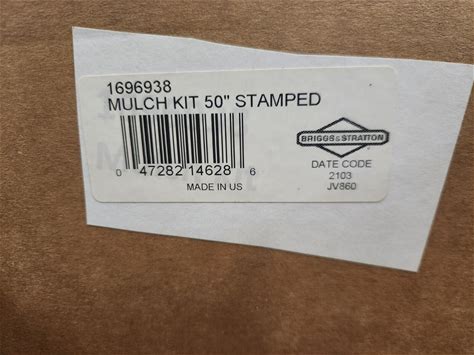 1696938
MULCH KIT 50" STAMPED
BRIGGS & STRATTON
0 47282 14628 6
DATE CODE
2103
MADE IN US
JV860